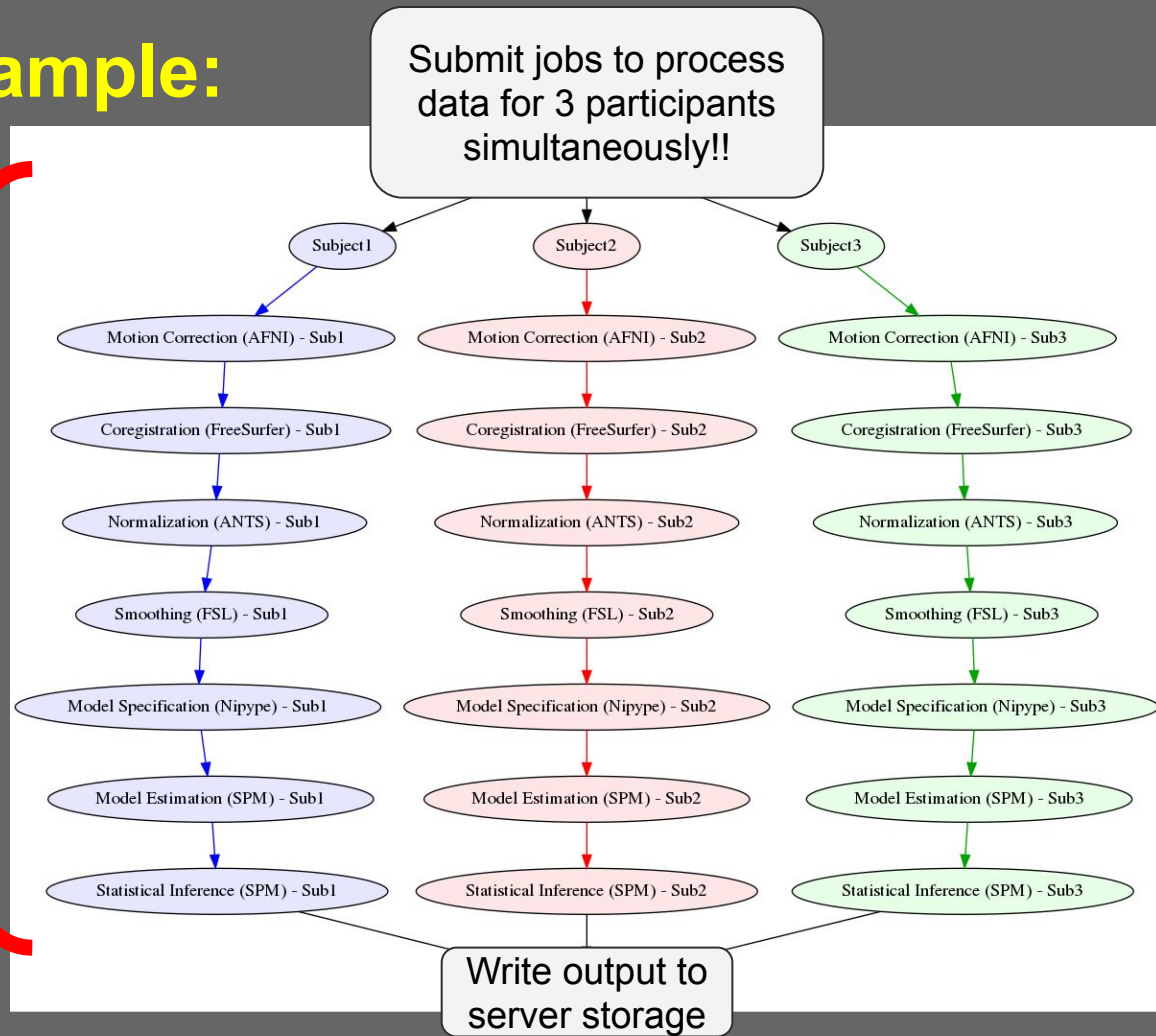 ample:
Submit jobs to process
data for 3 participants
simultaneously!!
Subject1
Subject2
Subject3
Motion Correction (AFNI) - Sub1
Motion Correction (AFNI) - Sub2
Motion Correction (AFNI) - Sub3
Coregistration (FreeSurfer) - Sub1
Coregistration (FreeSurfer) - Sub2
Coregistration (FreeSurfer) - Sub3
Normalization (ANTS) - Sub1
Normalization (ANTS) - Sub2
Normalization (ANTS) - Sub3
Smoothing (FSL) - Sub1
Smoothing (FSL) - Sub2
Smoothing (FSL) - Sub3
Model Specification (Nipype) - Sub1
Model Specification (Nipype) - Sub2
Model Specification (Nipype) - Sub3
Model Estimation (SPM) - Sub1
Model Estimation (SPM) - Sub2
Model Estimation (SPM) - Sub3
Statistical Inference (SPM) - Sub1
Statistical Inference (SPM) - Sub2
Statistical Inference (SPM) - Sub3
Write output to
server storage